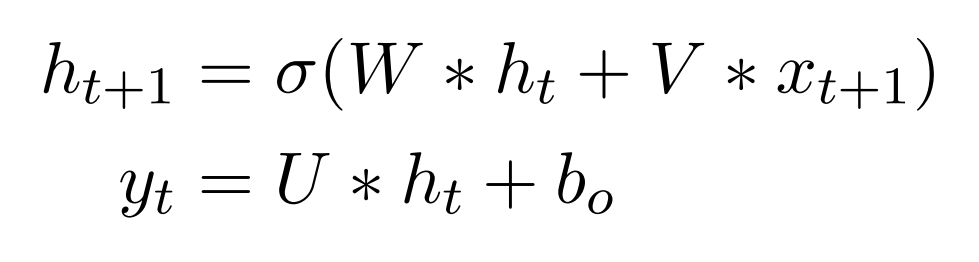 h_{t+1} = σ(W * h_t + V * x_{t+1})
y_t = U * h_t + b_o